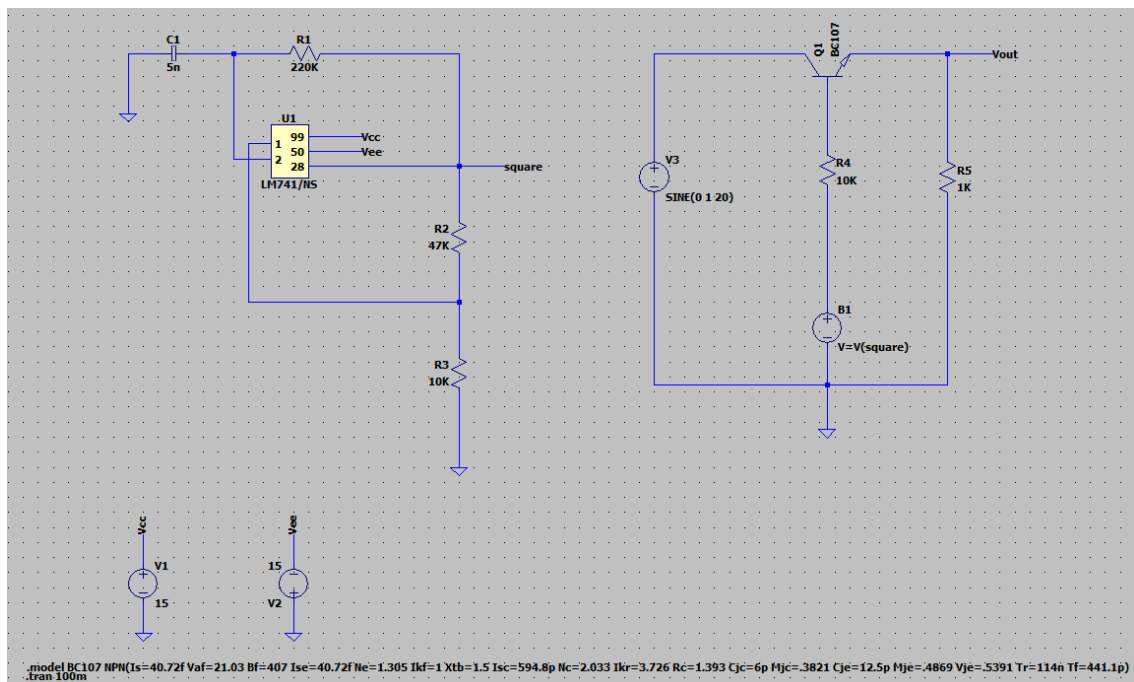 C1
5n
R1
220K
U1
1
2
99
50
28
LM741/NS
Vcc
Vee
square
R2
47K
R3
10K
Q1
BC107
Vout
V3
SINE(0 1 20)
R4
10K
R5
1K
B1
V=V(square)
Vcc
V1
15
Vee
15
V2
.model BC107 NPN(Is=40.72f Vaf=21.03 Bf=407 Ise=40.72f Ne=1.305 Ikf=1 Xtb=1.5 Isc=594.8p Nc=2.033 Ikr=3.726 Rc=1.393 Cjc=6p Mjc=.3821 Cje=12.5p Mje=.4869 Vje=.5391 Tr=114n Tf=441.1p)
.tran 100m